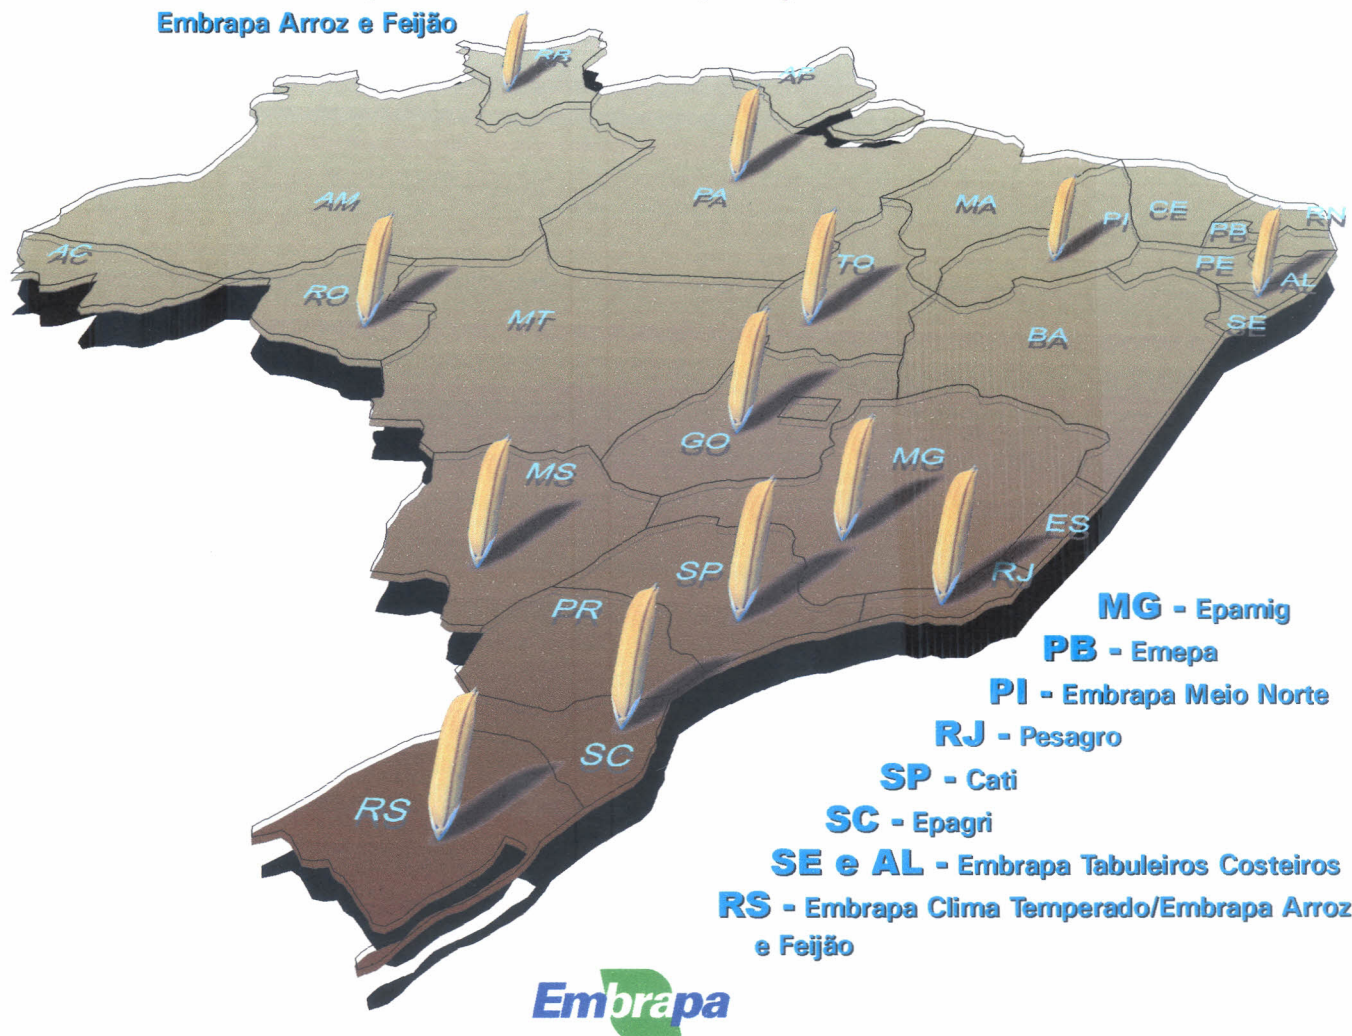 Embrapa Arroz e Feijão
RR
AP
AM
PA
MA
PI
CE
RN
PB
PE
AL
SE
AC
RO
MT
TO
BA
GO
MS
MG
ES
SP
RJ
PR
SC
RS
MG - Epamig
PB - Emepa
PI - Embrapa Meio Norte
RJ - Pesagro
SP - Cati
SC - Epagri
SE e AL - Embrapa Tabuleiros Costeiros
RS - Embrapa Clima Temperado/Embrapa Arroz
e Feijão
Embrapa